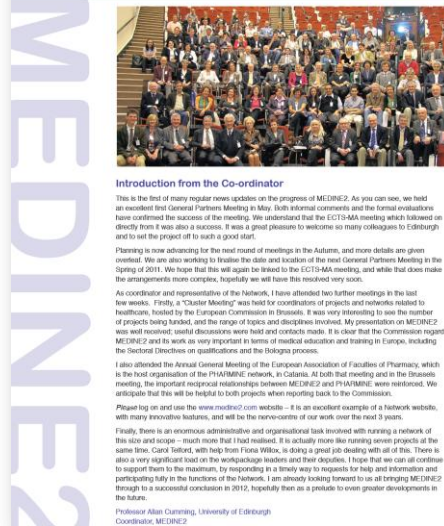 MEDINE2
Introduction from the Co-ordinator
This is the first of many regular news updates on the progress of MEDINE2. As you can see, we held
an excellent first General Partners Meeting in May. Both informal comments and the formal evaluations
have confirmed the success of the meeting. We understand that the ECTS-MA meeting which followed on
directly from it was also a success. It was a great pleasure to welcome so many colleagues to Edinburgh
and to set the project off to such a good start.
Planning is now advancing for the next round of meetings in the Autumn, and more details are given
overleaf. We are also working to finalise the date and location of the next General Partners Meeting in the
Spring of 2011. We hope that this will again be linked to the ECTS-MA meeting, and while that does make
the arrangements more complex, hopefully we will have this resolved very soon.
As coordinator and representative of the Network, I have attended two further meetings in the last
few weeks. Firstly, a "Cluster Meeting" was held for coordinators of projects and networks related to
healthcare, hosted by the European Commission in Brussels. It was very interesting to see the number
of projects being funded, and the range of topics and disciplines involved. My presentation on MEDINE2
was well received; useful discussions were held and contacts made. It is clear that the Commission regard
MEDINE2 and its work as very important in terms of medical education and training in Europe, including
the Sectoral Directives on qualifications and the Bologna process.
I also attended the Annual General Meeting of the European Association of Faculties of Pharmacy, which
is the host organisation of the PHARMINE network, in Catania. At both that meeting and in the Brussels
meeting, the important reciprocal relationships between MEDINE2 and PHARMINE were reinforced. We
anticipate that this will be helpful to both projects when reporting back to the Commission.
Please log on and use the www.medine2.com website – it is an excellent example of a Network website,
with many innovative features, and will be the nerve-centre of our work over the next 3 years.
Finally, there is an enormous administrative and organisational task involved with running a network of
this size and scope – much more that I had realised. It is actually more like running seven projects at the
same time. Carol Telford, with help from Fiona Willox, is doing a great job dealing with all of this. There is
also a very significant load on the workpackage leaders and their deputies. I hope that we can all continue
to support them to the maximum, by responding in a timely way to requests for help and information and
participating fully in the functions of the Network. I am already looking forward to us all bringing MEDINE2
through to a successful conclusion in 2012, hopefully then as a prelude to even greater developments in
the future.
Professor Allan Cumming, University of Edinburgh
Coordinator, MEDINE2